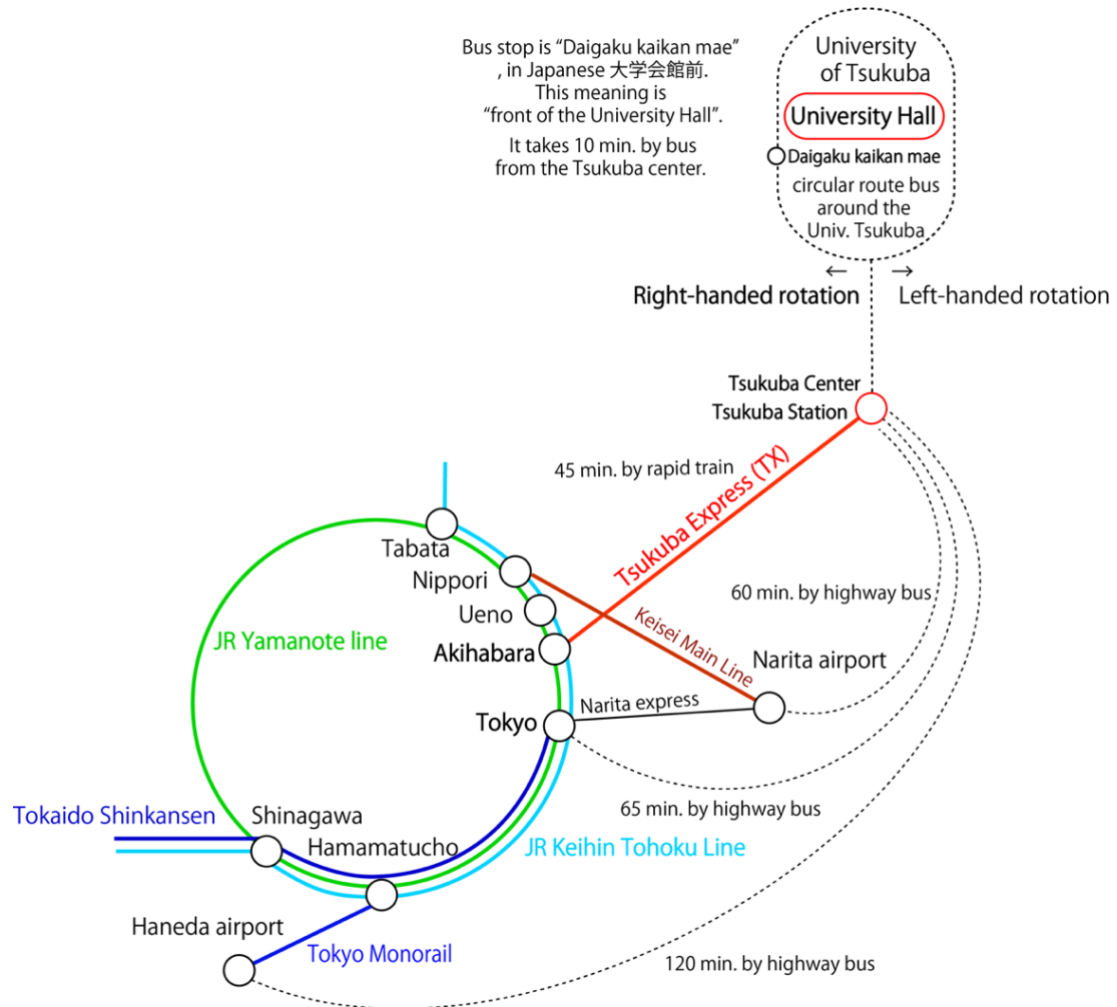 Bus stop is “Daigaku kaikan mae”
, in Japanese 大学会館前.
This meaning is
“front of the University Hall”.
It takes 10 min. by bus
from the Tsukuba center.
University
of Tsukuba
University Hall
Daigaku kaikan mae
circular route bus
around the
Univ. Tsukuba
← →
Right-handed rotation
Left-handed rotation
Tsukuba Center
Tsukuba Station
45 min. by rapid train
Tsukuba Express (TX)
Tabata
Nippori
Ueno
Akihabara
JR Yamanote line
60 min. by highway bus
Keisei Main Line
Narita airport
Narita express
Tokyo
65 min. by highway bus
Tokaido Shinkansen
Shinagawa
Hamamatucho
JR Keihin Tohoku Line
Haneda airport
Tokyo Monorail
120 min. by highway bus